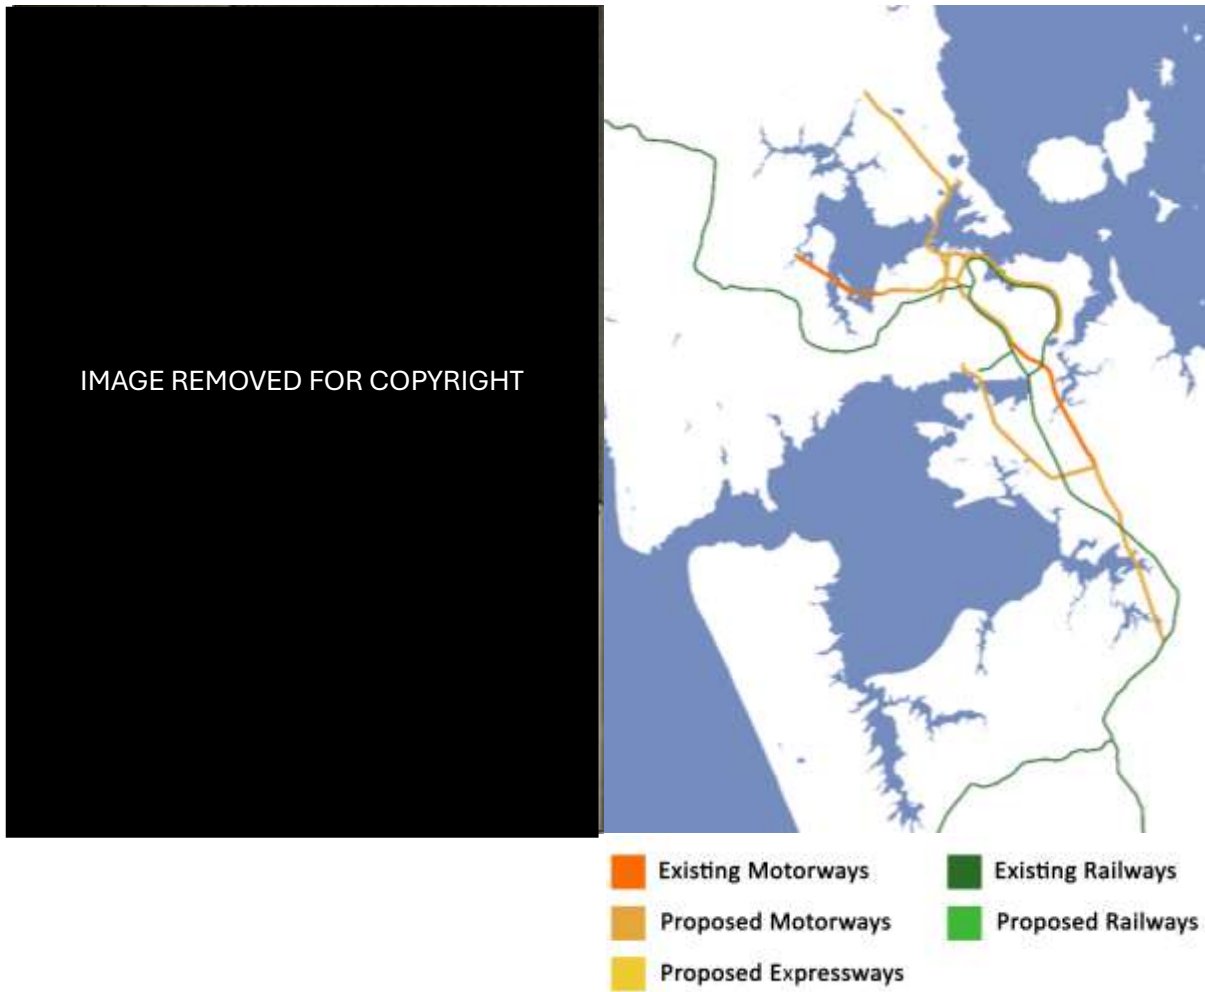 IMAGE REMOVED FOR COPYRIGHT
Existing Motorways
Proposed Motorways
Proposed Expressways
Existing Railways
Proposed Railways